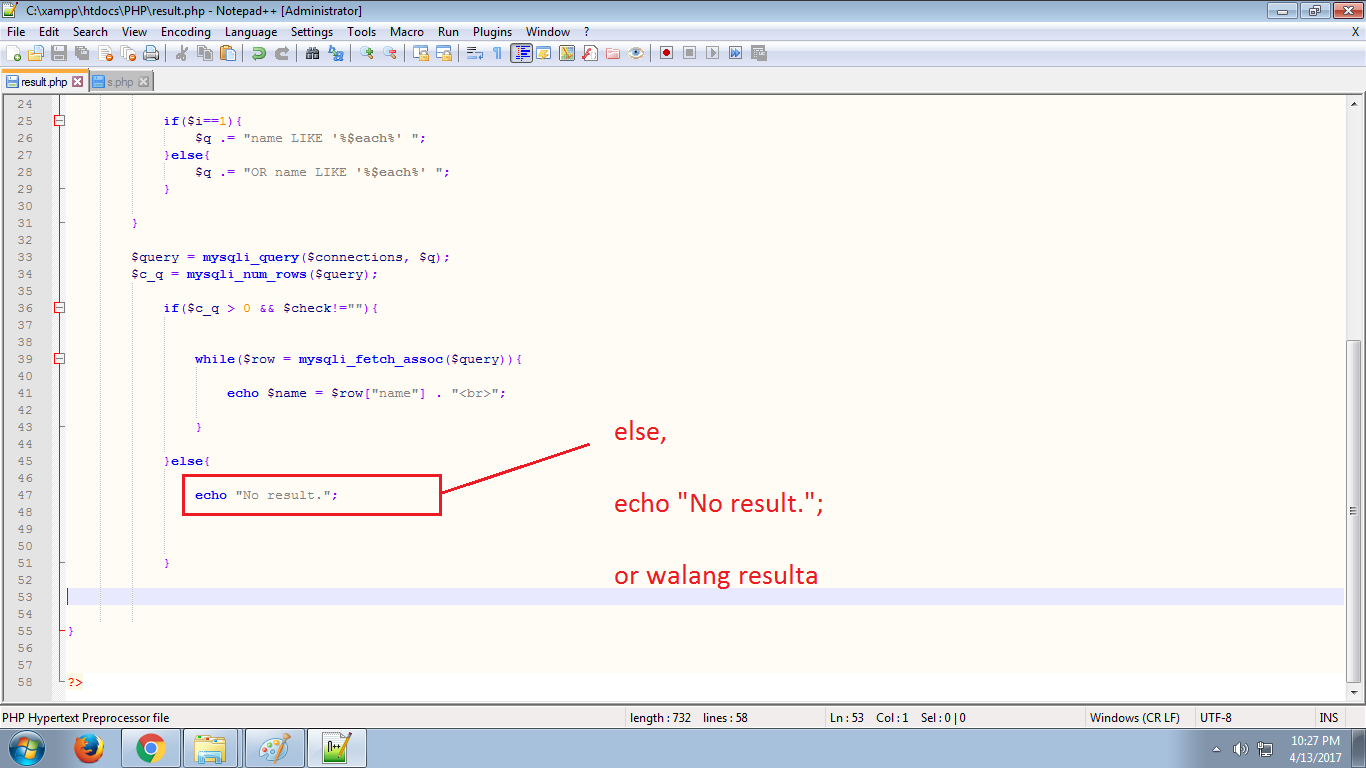 C:\xampp\htdocs\PHP\result.php - Notepad++ [Administrator]
File Edit Search View Encoding Language Settings Tools Macro Run Plugins Window ? X
result.php s.php
24
25 if($i==1){
26 $q .= "name LIKE '%$each%' ";
27 }else{
28 $q .= "OR name LIKE '%$each%' ";
29 }
30
31 }
32
33 $query = mysqli_query($connections, $q);
34 $c_q = mysqli_num_rows($query);
35
36 if($c_q > 0 && $check!=""){
37
38
39 while($row = mysqli_fetch_assoc($query)){
40
41 echo $name = $row["name"] . "<br>";
42
43 }
44
45 }else{
46
47 echo "No result.";
48
49
50
51 }
52
53
54
55 }
56
57
58 ?>
else,
echo "No result.";
or walang resulta
PHP Hypertext Preprocessor file length : 732 lines : 58 Ln : 53 Col : 1 Sel : 0 | 0 Windows (CR LF) UTF-8 INS
10:27 PM
4/13/2017